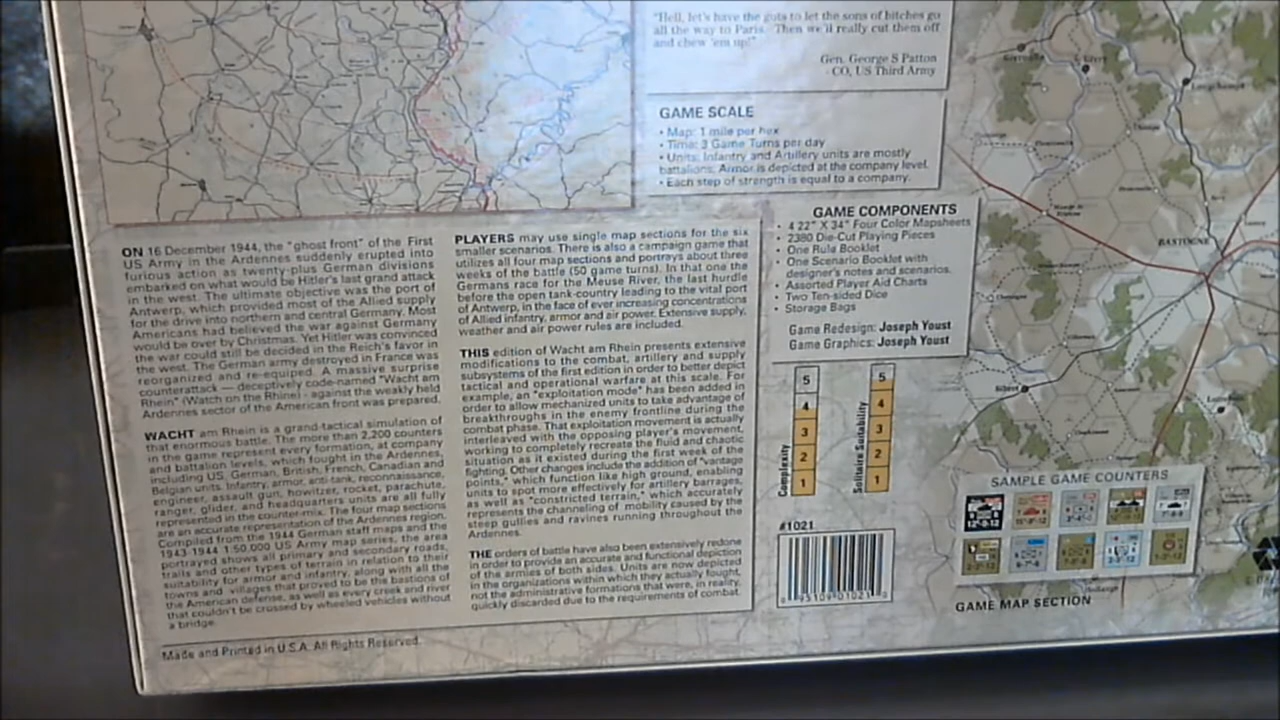 "Hell, let's have the guts to let the sons of bitches go
all the way to Paris. Then we'll really cut them off
and chew 'em up!"
Gen. George S Patton
- CO, US Third Army
GAME SCALE
• Map: 1 mile per hex
• Time: 3 Game Turns per day
• Units: Infantry and Artillery units are mostly
battalions; Armor is depicted at the company level.
• Each step of strength is equal to a company.
GAME COMPONENTS
• 4 22" X 34" Four Color Mapsheets
• 2380 Die-Cut Playing Pieces
• One Rule Booklet
• One Scenario Booklet with
designer's notes and scenarios.
• Assorted Player Aid Charts
• Two Ten-sided Dice
• Storage Bags
Game Redesign: Joseph Youst
Game Graphics: Joseph Youst
ON 16 December 1944, the "ghost front" of the First
US Army in the Ardennes suddenly erupted into
furious action as twenty-plus German divisions
embarked on what would be Hitler's last grand attack
in the west. The ultimate objective was the port of
Antwerp, which provided most of the Allied supply
for the drive into northern and central Germany. Most
Americans had believed the war against Germany
would be over by Christmas. Yet Hitler was convinced
the war could still be decided in the Reich's favor in
the west. The German army destroyed in France was
reorganized and re-equiped. A massive surprise
counterattack — deceptively code-named "Wacht am
Rhein" (Watch on the Rhine) - against the weakly held
Ardennes sector of the American front was prepared.
WACHT am Rhein is a grand-tactical simulation of
that enormous battle. The more than 2,200 counters
in the game represent every formation, at company
and battalion levels, which fought in the Ardennes,
including US, German, British, French, Canadian and
Belgian units. Infantry, armor, anti-tank, reconnaissance,
engineer, assault gun, howitzer, rocket, parachute,
ranger, glider, and headquarters units are all fully
represented in the counter-mix. The four map sections
are an accurate representation of the Ardennes region.
Compiled from the 1944 German staff maps and the
1943-1944 1:50,000 US Army map series, the area
portrayed shows all primary and secondary roads,
trails and other types of terrain in relation to their
suitability for armor and infantry, along with all the
towns and villages that proved to be the bastions of
the American defense, as well as every creek and river
that couldn't be crossed by wheeled vehicles without
a bridge.
PLAYERS may use single map sections for the six
smaller scenarios. There is also a campaign game that
utilizes all four map sections and portrays about three
weeks of the battle (50 game turns). In that one the
Germans race for the Meuse River, the last hurdle
before the open tank-country leading to the vital port
of Antwerp, in the face of ever increasing concentrations
of Allied infantry, armor and air power. Extensive supply,
weather and air power rules are included.
THIS edition of Wacht am Rhein presents extensive
modifications to the combat, artillery and supply
subsystems of the first edition in order to better depict
tactical and operational warfare at this scale. For
example, an "exploitation mode" has been added in
order to allow mechanized units to take advantage of
breakthroughs in the enemy frontline during the
combat phase. That exploitation movement is actually
interleaved with the opposing player's movement,
working to completely recreate the fluid and chaotic
situation as it existed during the first week of the
fighting. Other changes include the addition of "vantage
points," which function like high ground, enabling
units to spot more effectively for artillery barrages,
as well as "constricted terrain," which accurately
represents the channeling of mobility caused by the
steep gullies and ravines running throughout the
Ardennes.
THE orders of battle have also been extensively redone
in order to provide an accurate and functional depiction
of the armies of both sides. Units are now depicted
in the organizations within which they actually fought,
not the administrative formations that were, in reality,
quickly discarded due to the requirements of combat.
Complexity
5
4
3
2
1
Solitaire Suitability
5
4
3
2
1
#1021
BASTOGNE
SAMPLE GAME COUNTERS
GAME MAP SECTION
Made and Printed in U.S.A. All Rights Reserved.